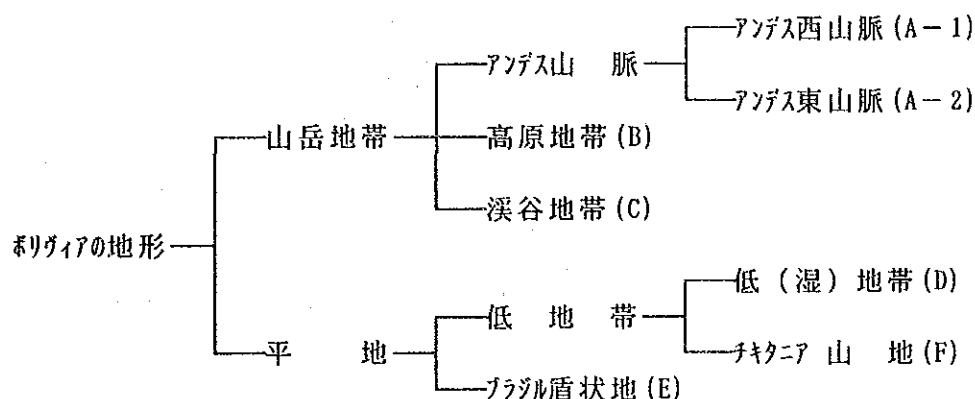 アンデス西山脈(A-1)
アンデス山 脈
アンデス東山脈(A-2)
山岳地帯
高原地帯(B)
渓谷地帯(C)
ボリヴィアの地形
低(湿)地帯(D)
低 地 帯
平 地
チキタニア 山 地(F)
ブラジル盾状地(E)